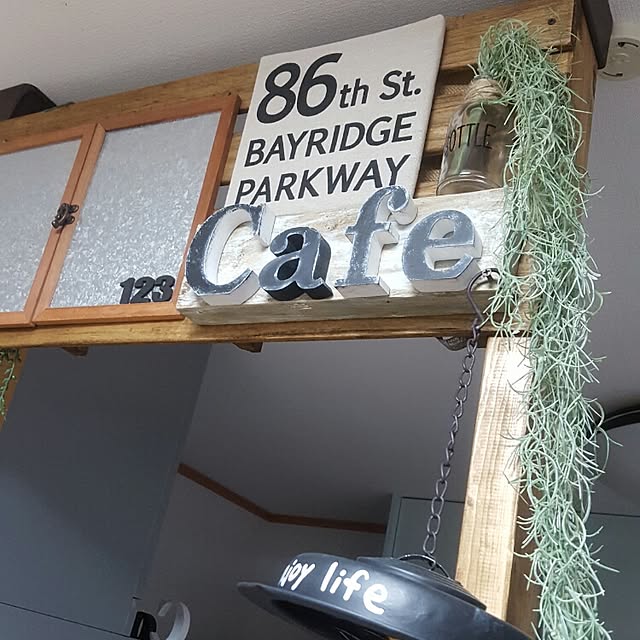 86th St.
BAYRIDGE
PARKWAY
OTTLE
123
Cafe
joy life